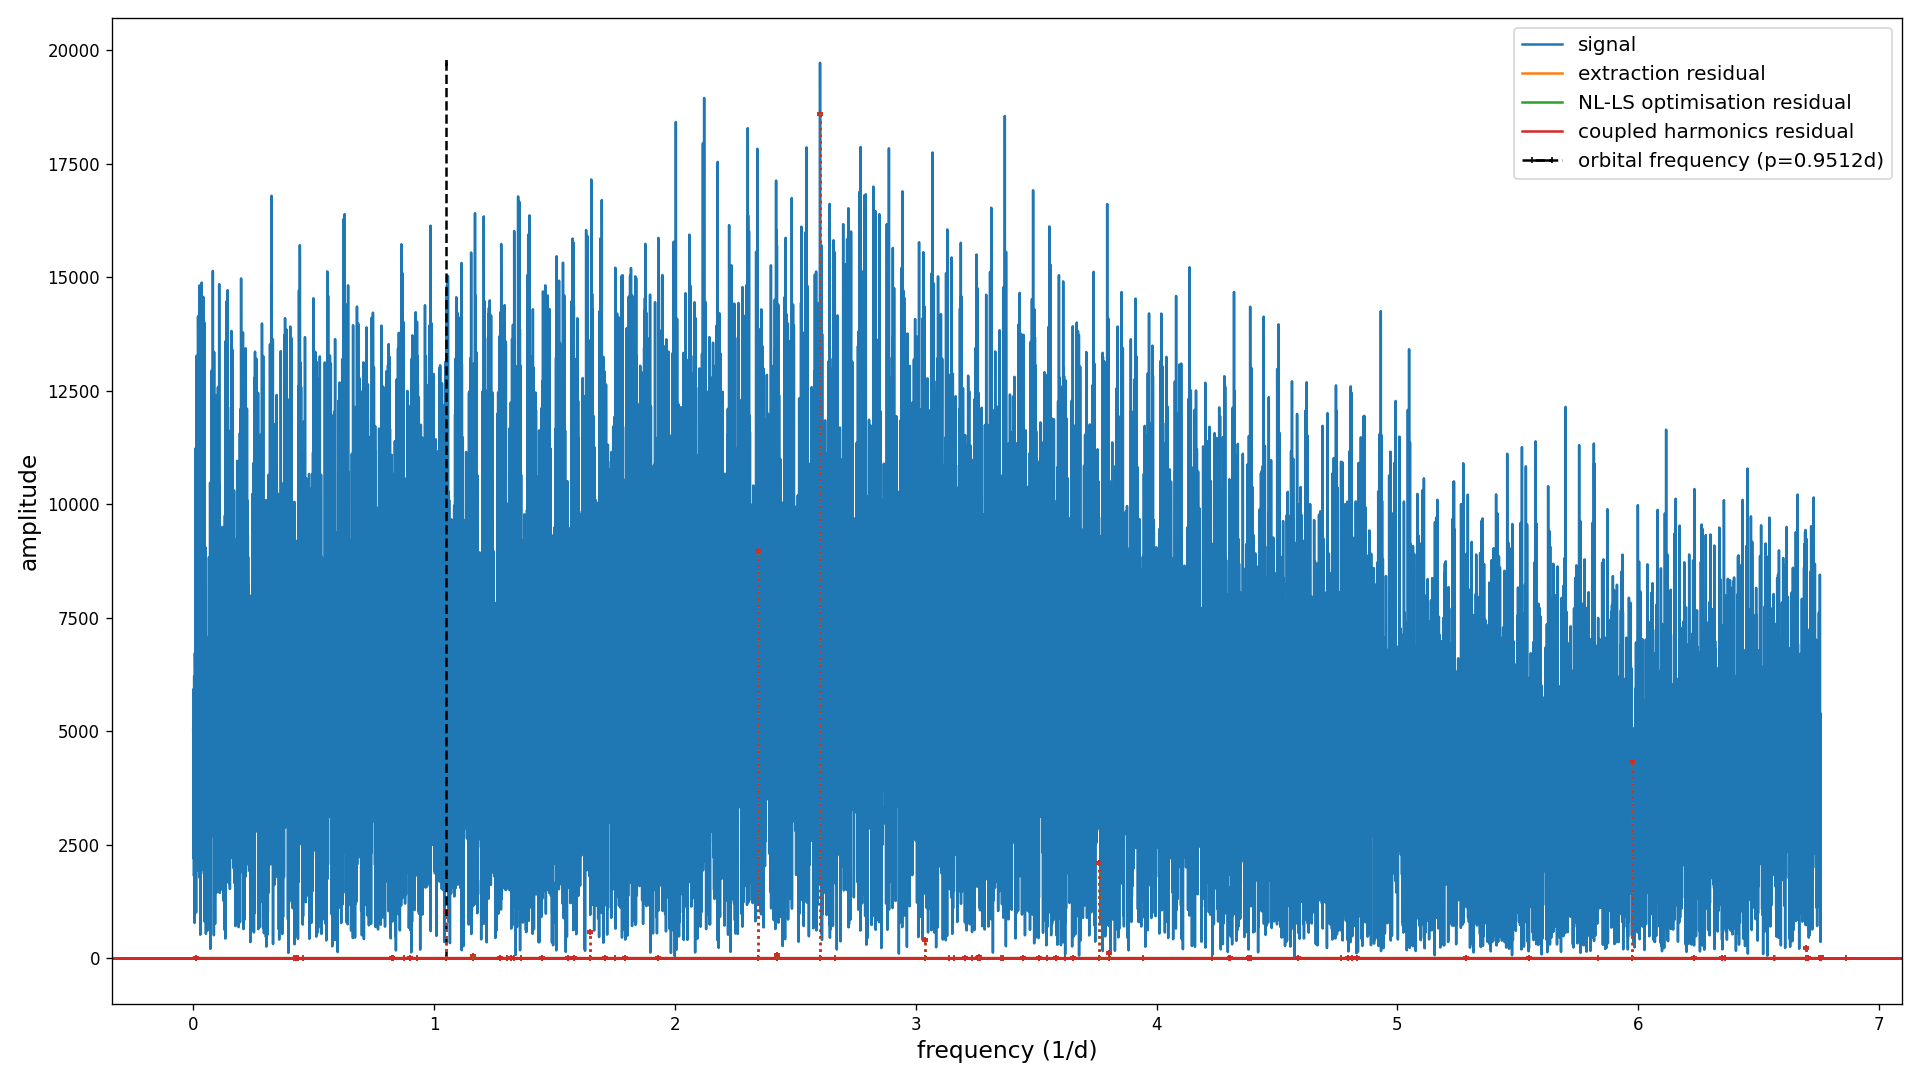 20000
17500
15000
12500
10000
7500
5000
2500
0
amplitude
0 1 2 3 4 5 6 7
frequency (1/d)
signal
extraction residual
NL-LS optimisation residual
coupled harmonics residual
orbital frequency (p=0.9512d)